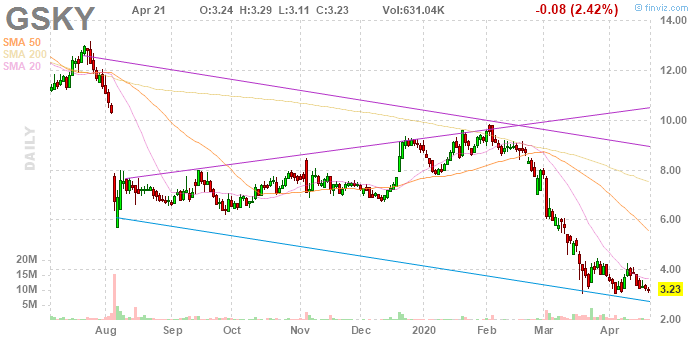 GSKY Apr 21 O:3.24 H:3.29 L:3.11 C:3.23 Vol:631.04K -0.08 (2.42%) © finviz.com
SMA 50
SMA 200
SMA 20
DAILY
14.00
12.00
10.00
8.00
6.00
4.00
3.23
2.00
20M
15M
10M
5M
Aug Sep Oct Nov Dec 2020 Feb Mar Apr